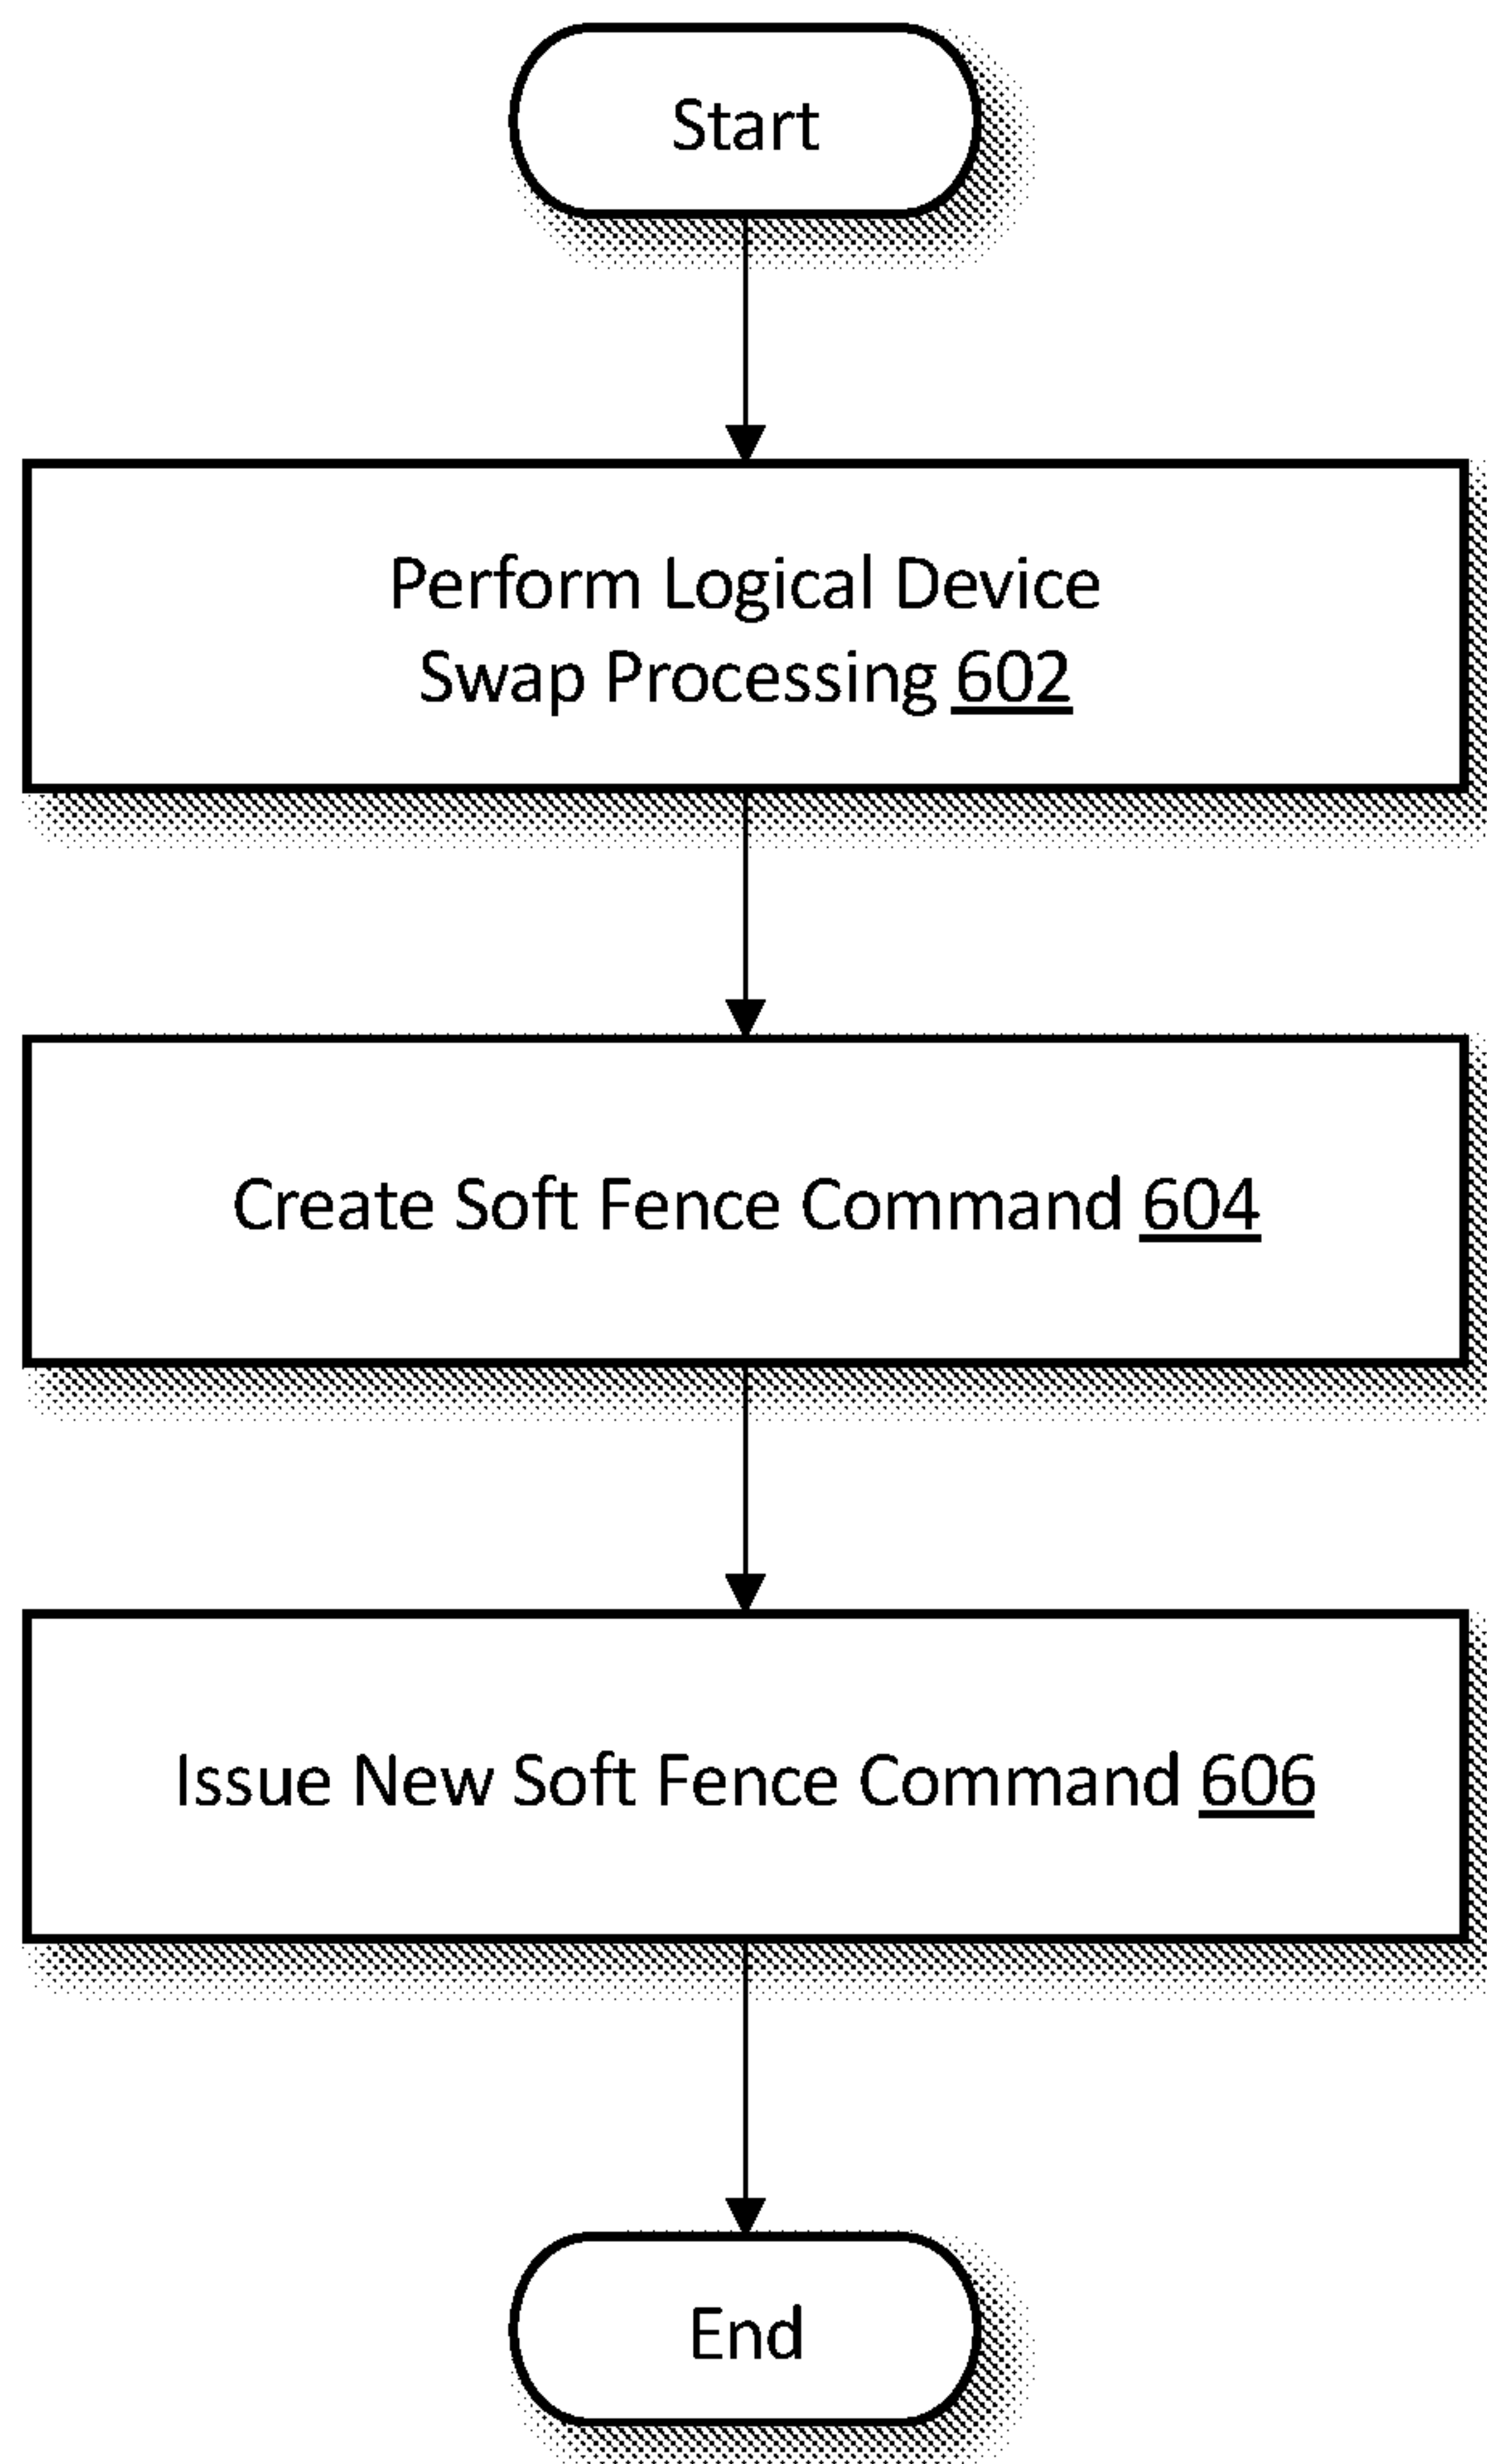 Start
Perform Logical Device
Swap Processing 602
Create Soft Fence Command 604
Issue New Soft Fence Command 606
End